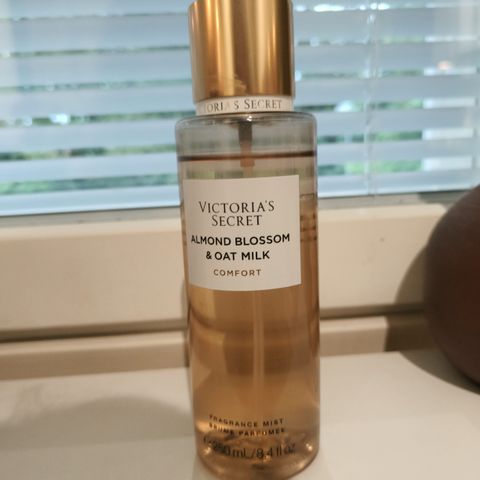 VICTORIA'S SECRET
VICTORIA'S
SECRET
ALMOND BLOSSOM
& OAT MILK
COMFORT
FRAGRANCE MIST
BRUME PARFUMÉE
℮ 250 mL/8.4 fl oz